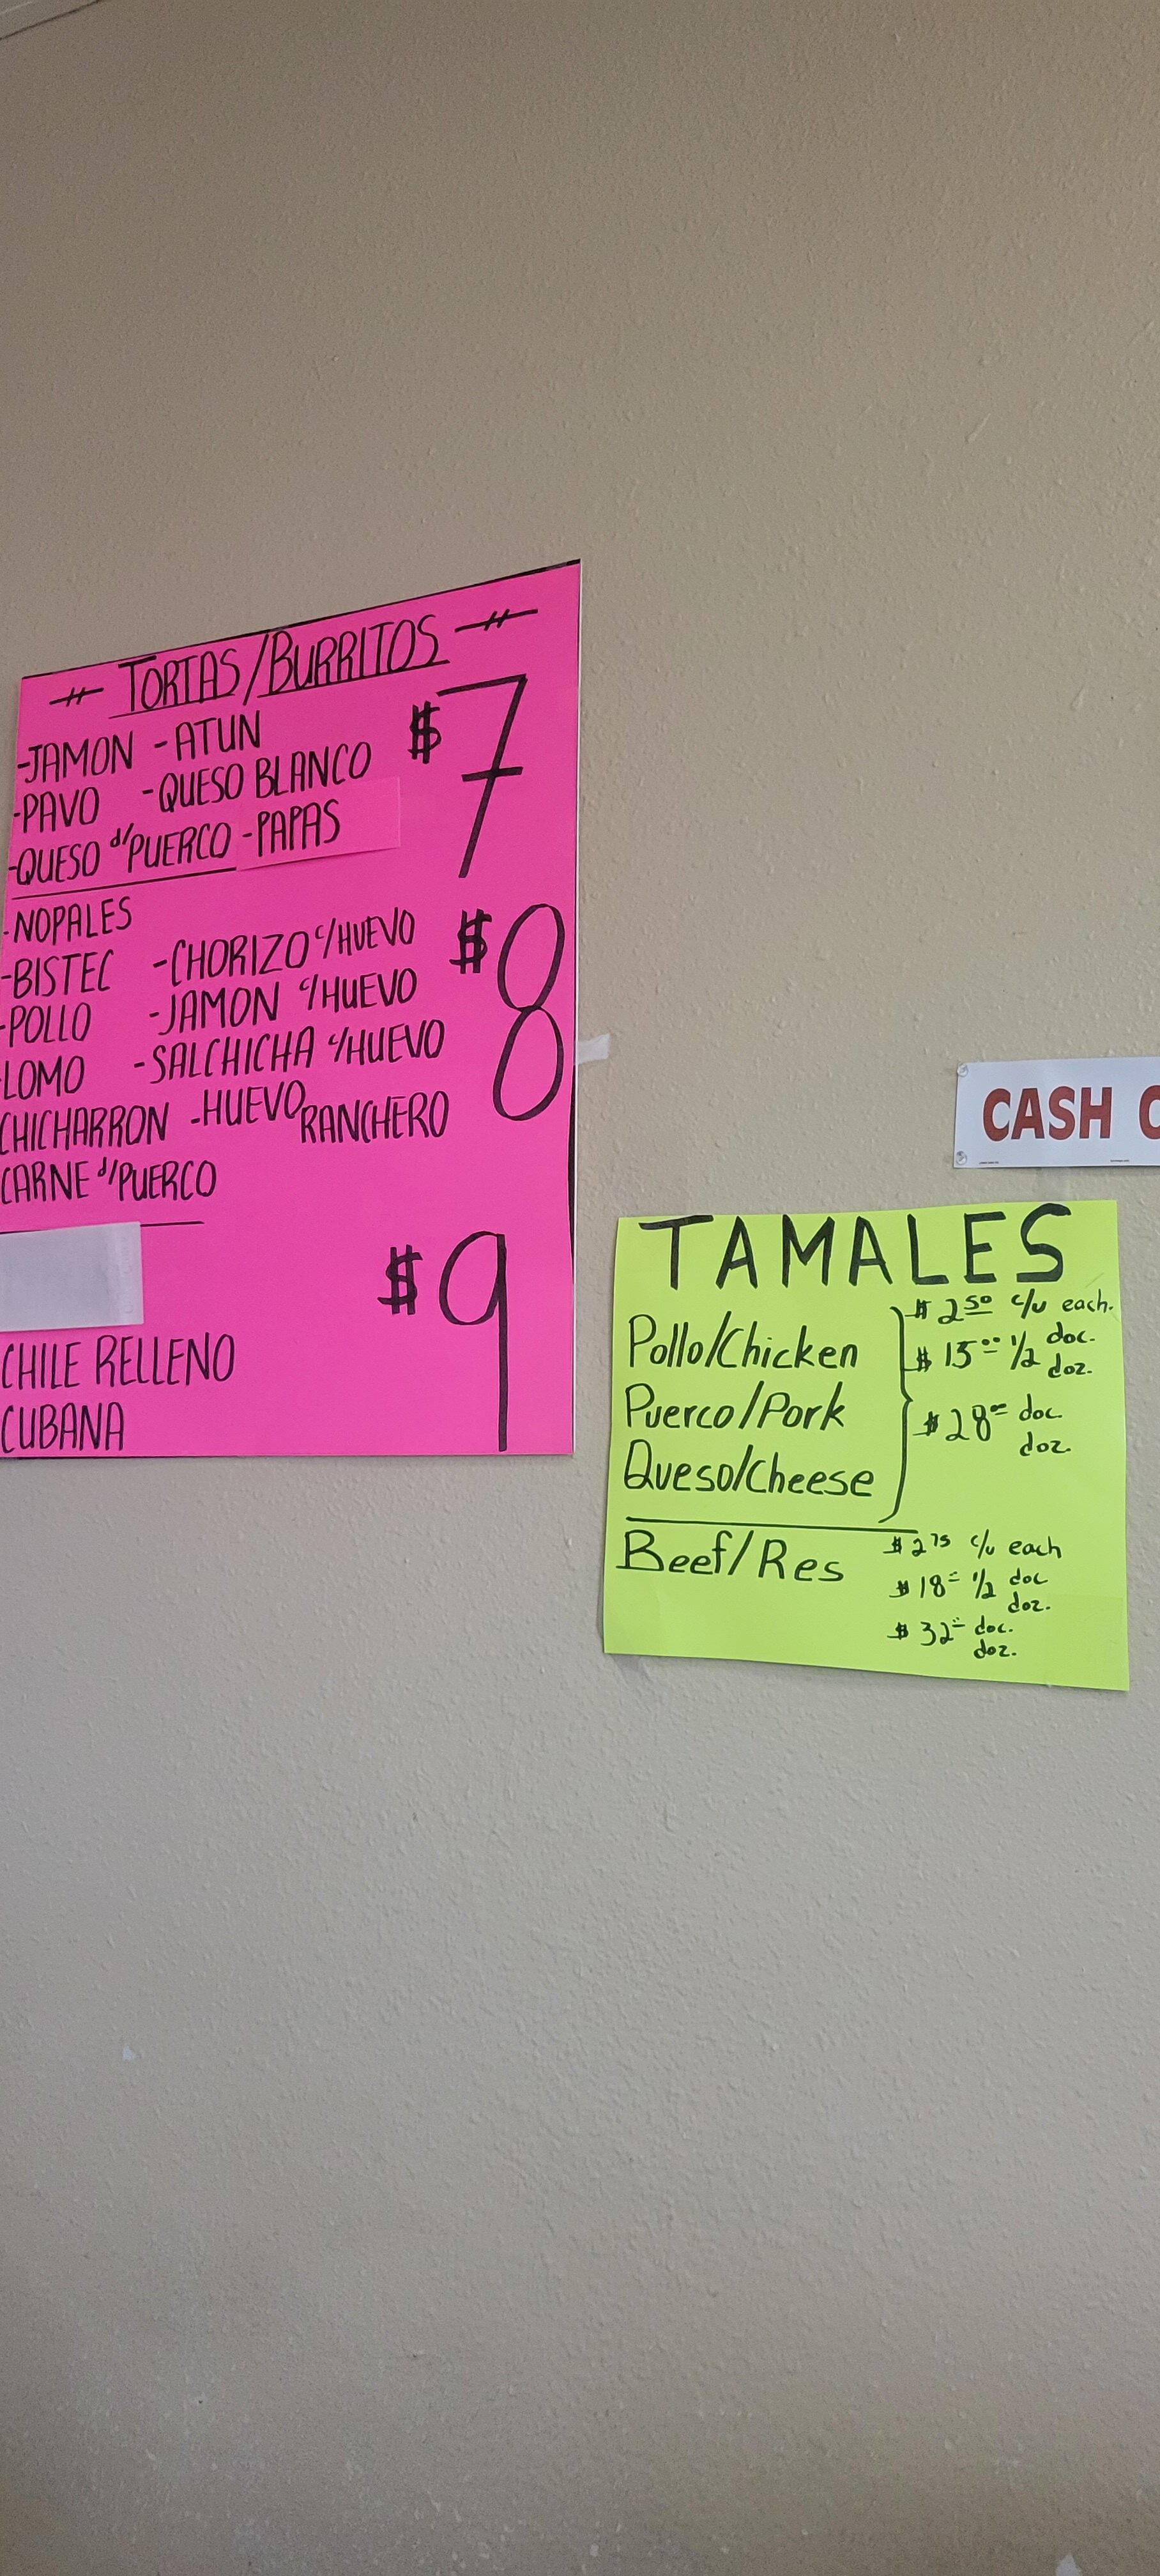 TORTAS/BURRITOS
-JAMON -ATUN $7
-PAVO -QUESO BLANCO
-QUESO d/PUERCO -PAPAS
-NOPALES
-BISTEC -CHORIZO c/HUEVO $8
-POLLO -JAMON c/HUEVO
-LOMO -SALCHICHA c/HUEVO
CHICHARRON -HUEVO RANCHERO
CARNE d/PUERCO
$9
CHILE RELLENO
CUBANA
CASH
TAMALES
$2.50 c/u each.
Pollo/Chicken $15.00 1/2 doc. doz.
Puerco/Pork $28= doc. doz.
Queso/Cheese
Beef/Res $2.75 c/u each
$18= 1/2 doc doz.
$32= doc. doz.